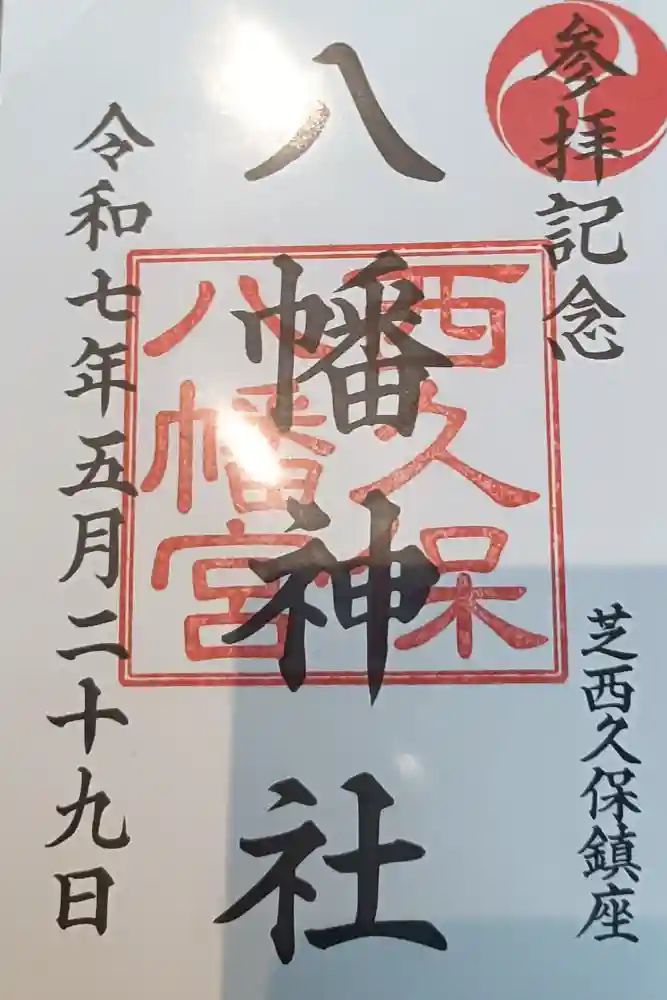 参拝記念
芝西久保鎮座
八幡神社
西久保
八幡宮
令和七年五月二十九日